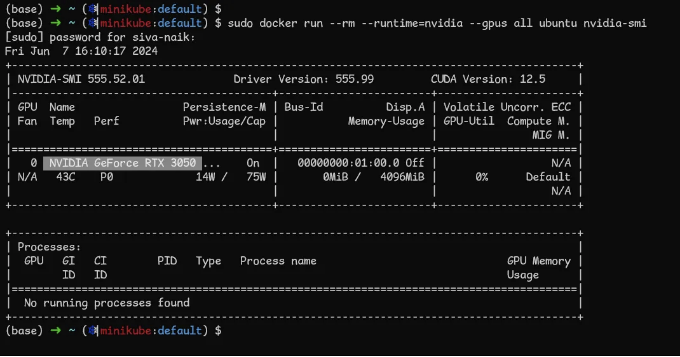 (base) → ~ (⎈|minikube:default) $
(base) → ~ (⎈|minikube:default) $ sudo docker run --rm --runtime=nvidia --gpus all ubuntu nvidia-smi
[sudo] password for siva-naik:
Fri Jun  7 16:10:17 2024
NVIDIA-SMI 555.52.01    Driver Version: 555.99    CUDA Version: 12.5
GPU  Name    Persistence-M | Bus-Id    Disp.A | Volatile Uncorr. ECC
Fan  Temp  Perf    Pwr:Usage/Cap | Memory-Usage | GPU-Util  Compute M.
MIG M.
0  NVIDIA GeForce RTX 3050 ...  On | 00000000:01:00.0 Off | N/A
N/A  43C  P0    14W /  75W | 0MiB /  4096MiB | 0%  Default
N/A
Processes:
GPU  GI  CI    PID  Type  Process name    GPU Memory
ID  ID    Usage
No running processes found
(base) → ~ (⎈|minikube:default) $